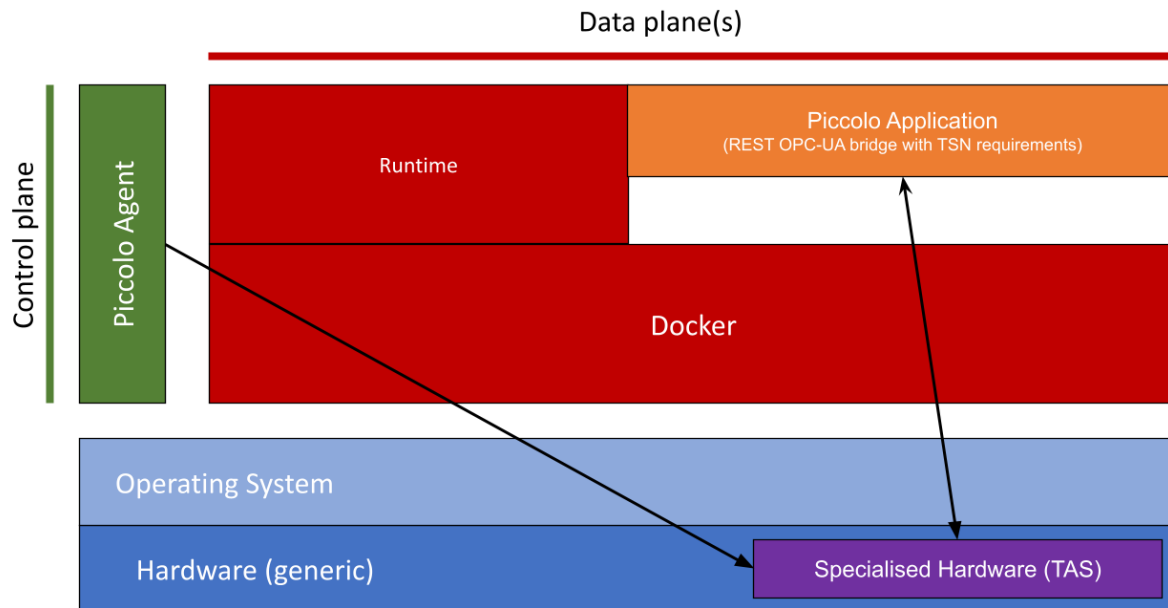 Data plane(s)
Control plane
Piccolo Agent
Runtime
Piccolo Application
(REST OPC-UA bridge with TSN requirements)
Docker
Operating System
Hardware (generic)
Specialised Hardware (TAS)